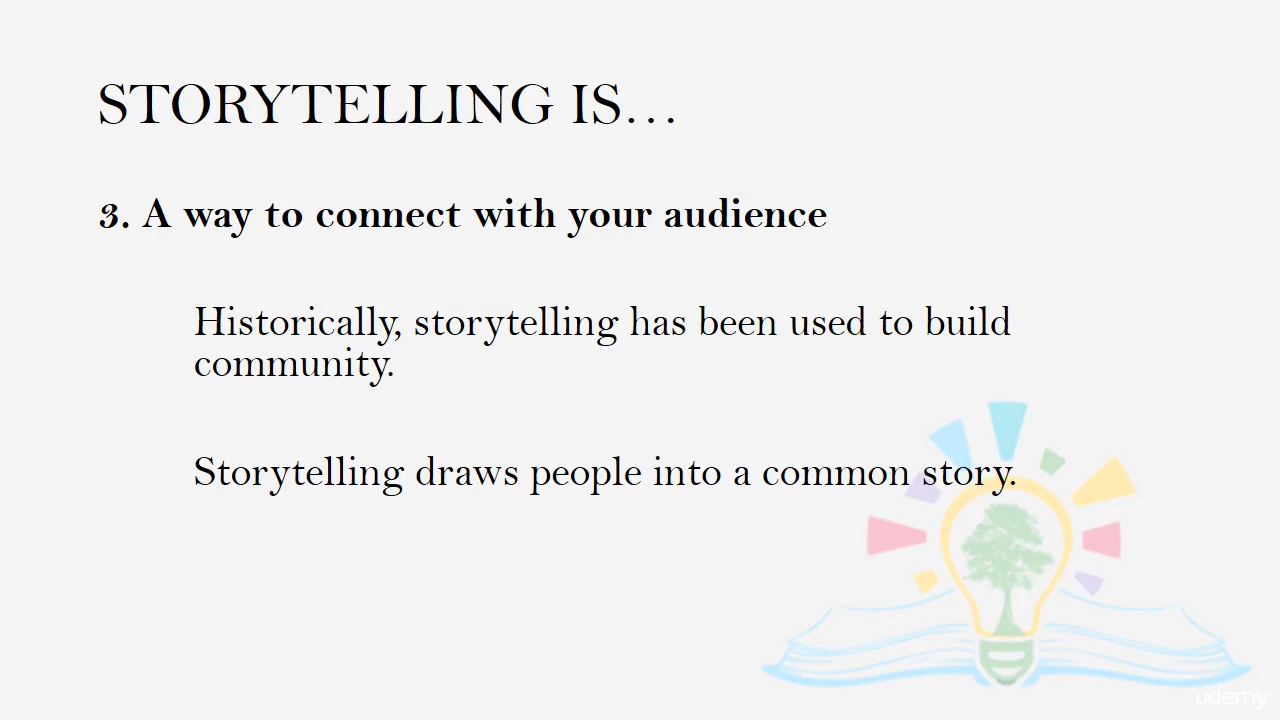 STORYTELLING IS…
3. A way to connect with your audience
Historically, storytelling has been used to build
community.
Storytelling draws people into a common story.
udemy